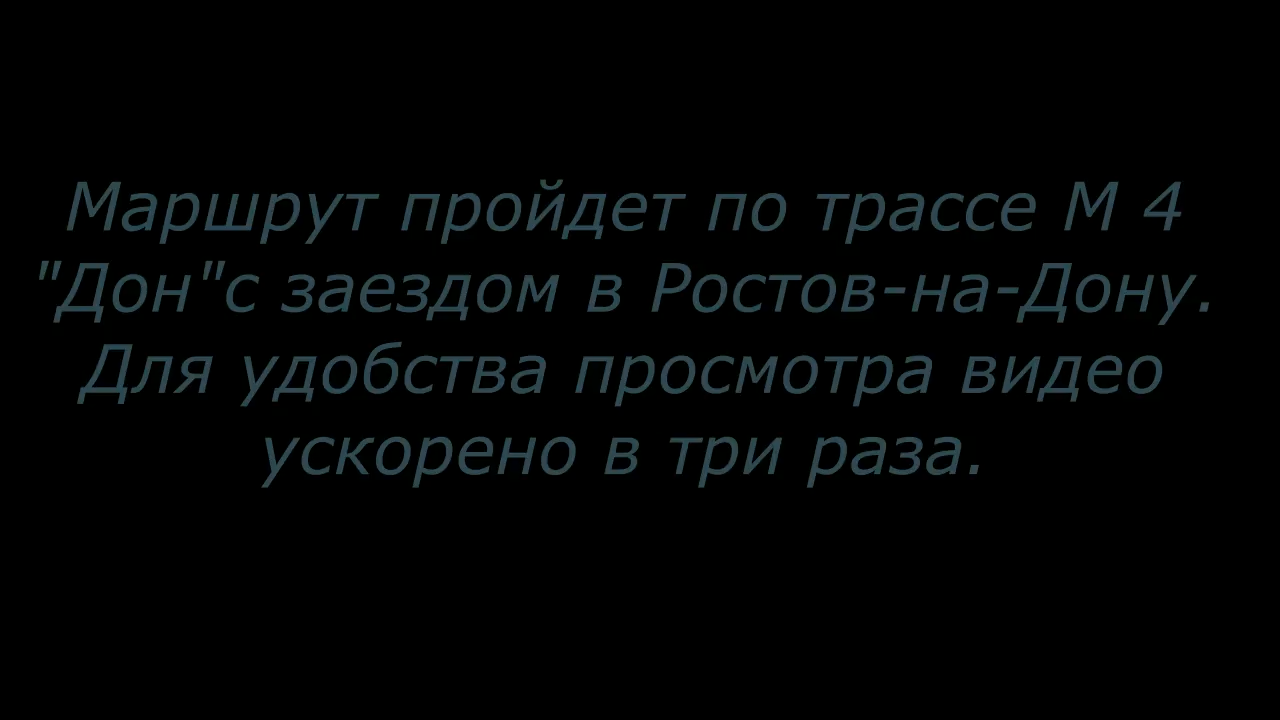 Маршрут пройдет по трассе М 4
"Дон"с заездом в Ростов-на-Дону.
Для удобства просмотра видео
ускорено в три раза.